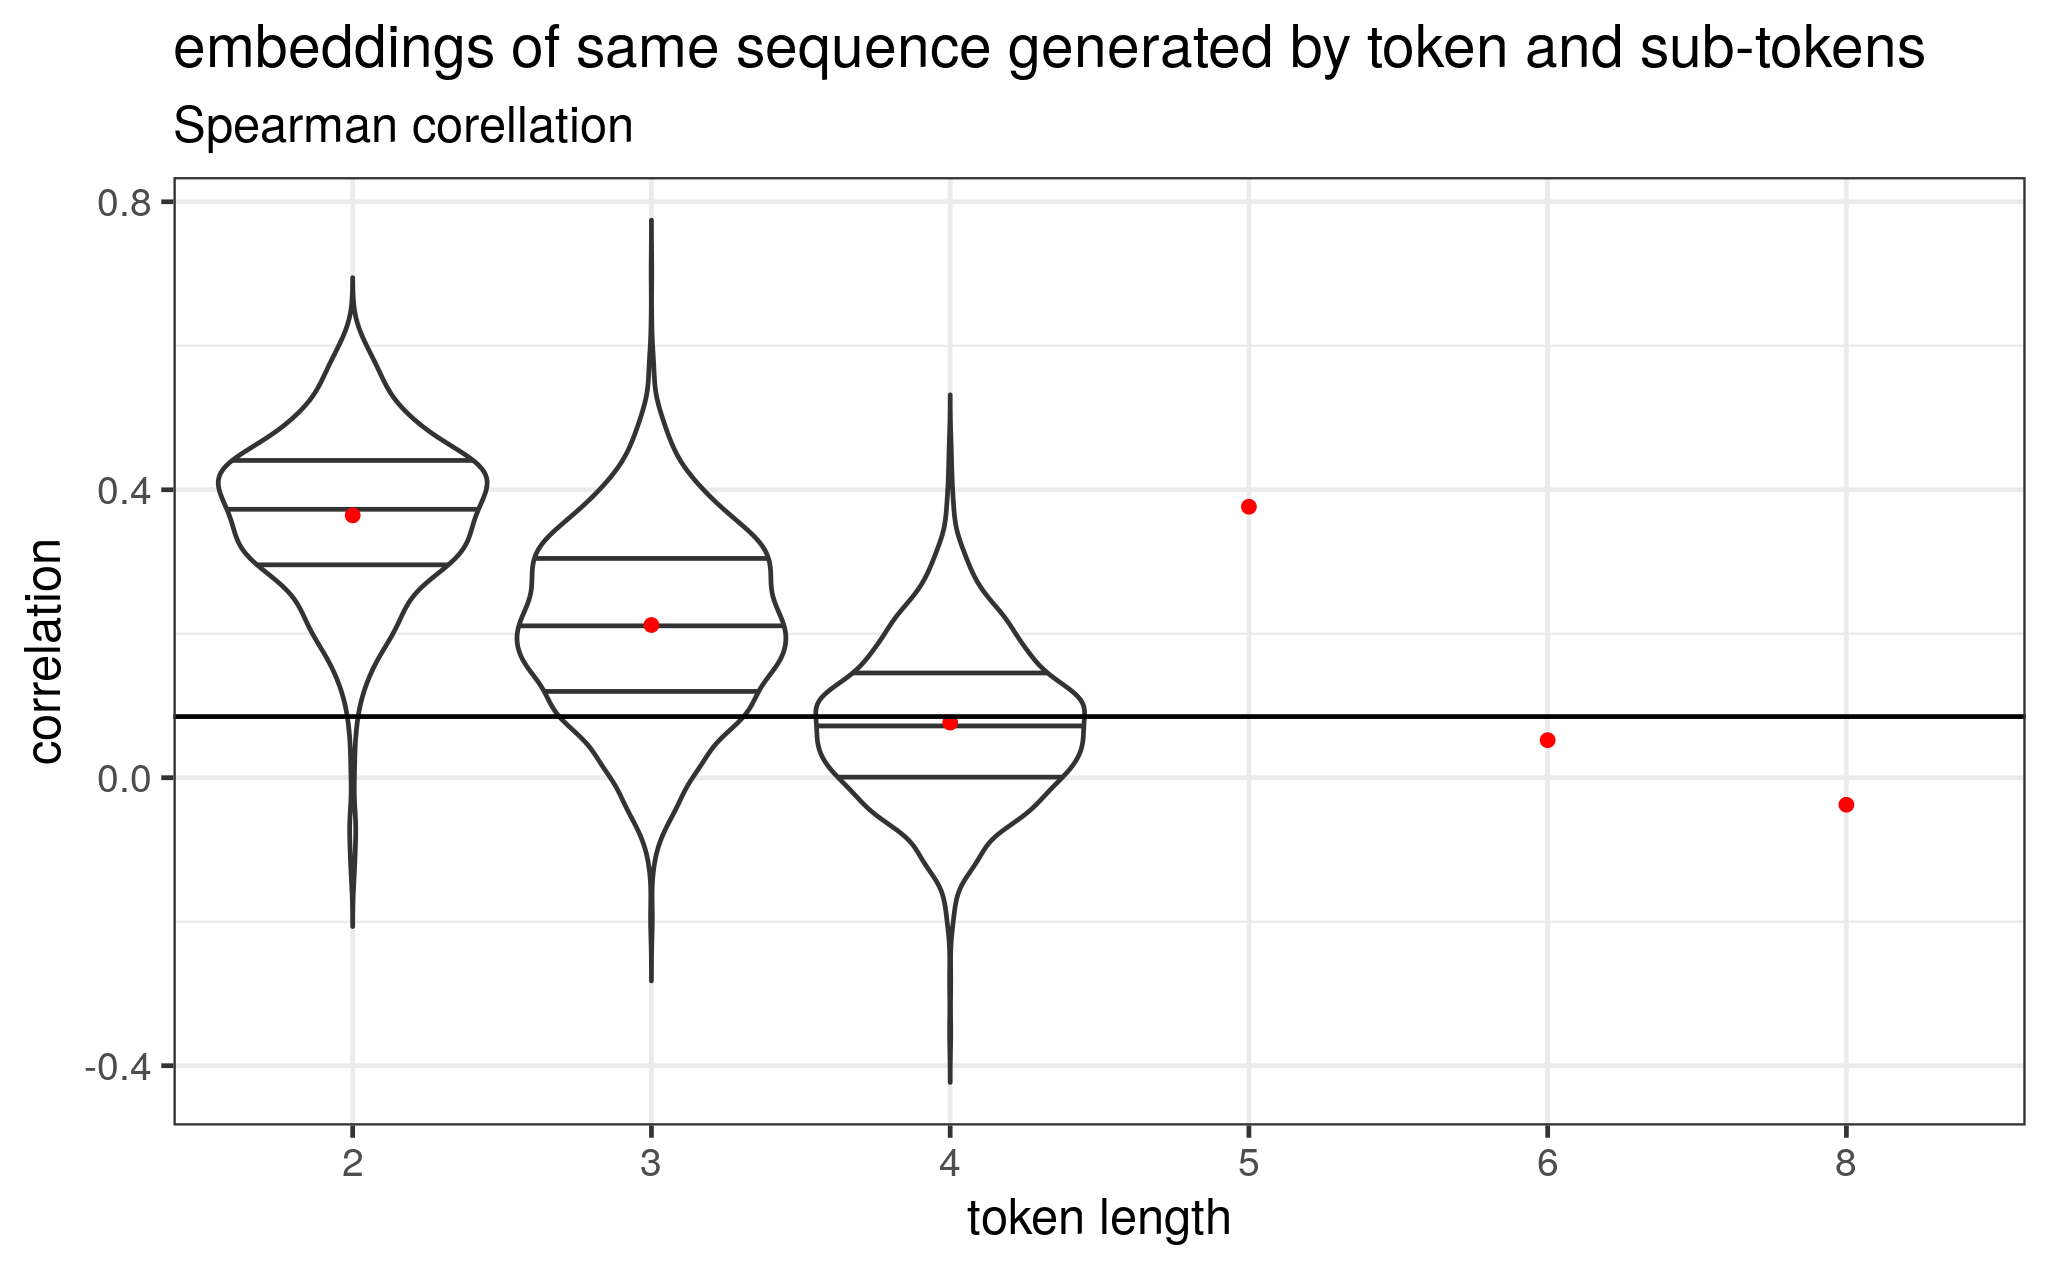 embeddings of same sequence generated by token and sub-tokens
Spearman corellation
0.8
0.4
0.0
-0.4
correlation
2 3 4 5 6 8
token length